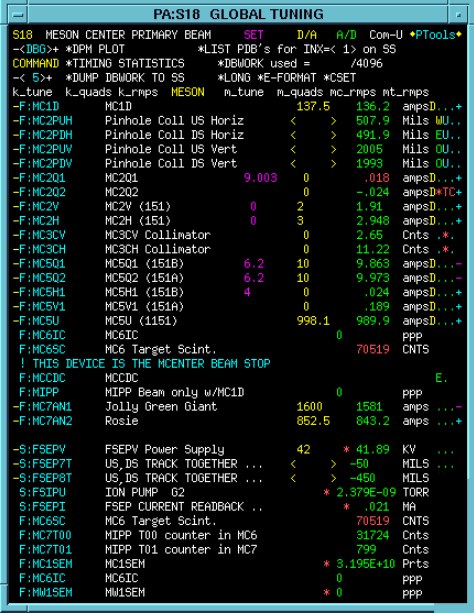 PA:S18 GLOBAL TUNING
S18 MESON CENTER PRIMARY BEAM SET D/A A/D Com-U ◆PTools◆
-<DBG>+ *DPM PLOT *LIST PDB's for INX=< 1> on SS
COMMAND *TIMING STATISTICS *DBWORK used = /4096
-< 5>+ *DUMP DBWORK TO SS *LONG *E-FORMAT *CSET
k_tune k_quads k_rmps MESON m_tune m_quads mc_rmps mt_rmps
-F:MC1D MC1D 137.5 136.2 ampsD...+
-F:MC2PUH Pinhole Coll US Horiz < > 507.9 Mils WU..
-F:MC2PDH Pinhole Coll DS Horiz < > 491.9 Mils EU..
-F:MC2PUV Pinhole Coll US Vert < > 2005 Mils OU..
-F:MC2PDV Pinhole Coll DS Vert < > 1993 Mils OU..
-F:MC2Q1 MC2Q1 9.003 0 .018 ampsD...+
-F:MC2Q2 MC2Q2 0 -.024 ampsD*TC+
-F:MC2V MC2V (151) 0 2 1.91 ampsD...+
-F:MC2H MC2H (151) 0 3 2.948 ampsD...+
-F:MC3CV MC3CV Collimator 0 2.65 Cnts .*.
-F:MC3CH MC3CH Collimator 0 11.22 Cnts .*.
-F:MC5Q1 MC5Q1 (151B) 6.2 10 9.863 ampsD...-
-F:MC5Q2 MC5Q2 (151A) 6.2 10 9.973 ampsD...-
-F:MC5H1 MC5H1 (151B) 4 0 .024 ampsD...+
-F:MC5V1 MC5V1 (151A) 0 .189 ampsD...+
-F:MC5U MC5U (1151) 998.1 989.9 ampsD...+
F:MC6IC MC6IC 0 ppp
F:MC6SC MC6 Target Scint. 70519 CNTS
! THIS DEVICE IS THE MCENTER BEAM STOP
F:MCCDC MCCDC E.
F:MIPP MIPP Beam only w/MC1D 0 ppp
-F:MC7AN1 Jolly Green Giant 1600 1581 amps ...-
-F:MC7AN2 Rosie 852.5 843.2 amps ...+
-S:FSEPV FSEPV Power Supply 42 * 41.89 KV ...
-S:FSEP7T US,DS TRACK TOGETHER ... < > -50 MILS ...
-S:FSEP8T US,DS TRACK TOGETHER ... < > -450 MILS
S:FSIPU ION PUMP G2 * 2.379E-09 TORR
S:FSEPI FSEP CURRENT READBACK .. * .021 MA
F:MC6SC MC6 Target Scint. 70519 CNTS
F:MC7T00 MIPP T00 counter in MC6 31724 Cnts
F:MC7T01 MIPP T01 counter in MC7 799 Cnts
F:MC1SEM MC1SEM * 3.195E+10 Prts
F:MC6IC MC6IC * 0 ppp
F:MW1SEM MW1SEM * 0 ppp